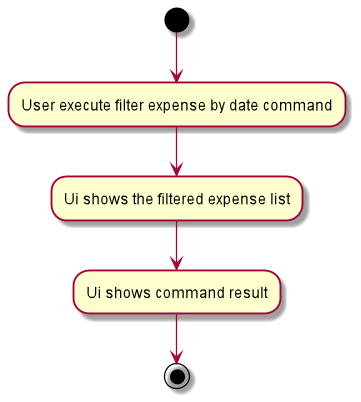 User execute filter expense by date command
Ui shows the filtered expense list
Ui shows command result